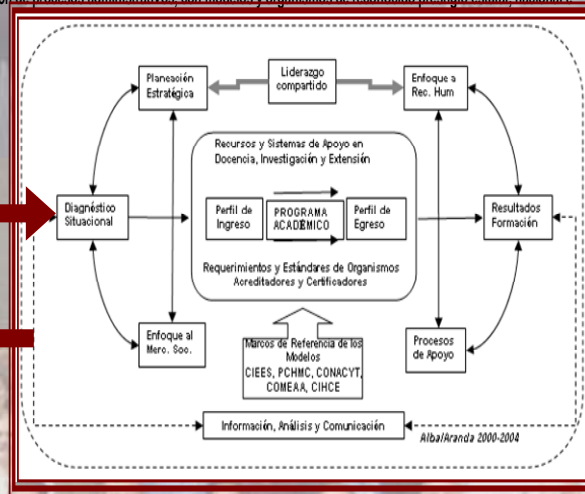 Planeación
Estratégica
Liderazgo
compartido
Enfoque a
Rec. Hum
Recursos y Sistemas de Apoyo en
Docencia, Investigación y Extensión
Diagnóstico
Situacional
Perfil de
Ingreso
PROGRAMA
ACADÉMICO
Perfil de
Egreso
Resultados
Formación
Requerimientos y Estándares de Organismos
Acreditadores y Certificadores
Enfoque al
Merc. Soc.
Marcos de Referencia de los
Modelos
CIEES, PCHMC, CONACYT,
COMEAA, CIHCE
Procesos
de Apoyo
Información, Análisis y Comunicación
Alba/Aranda 2000-2004